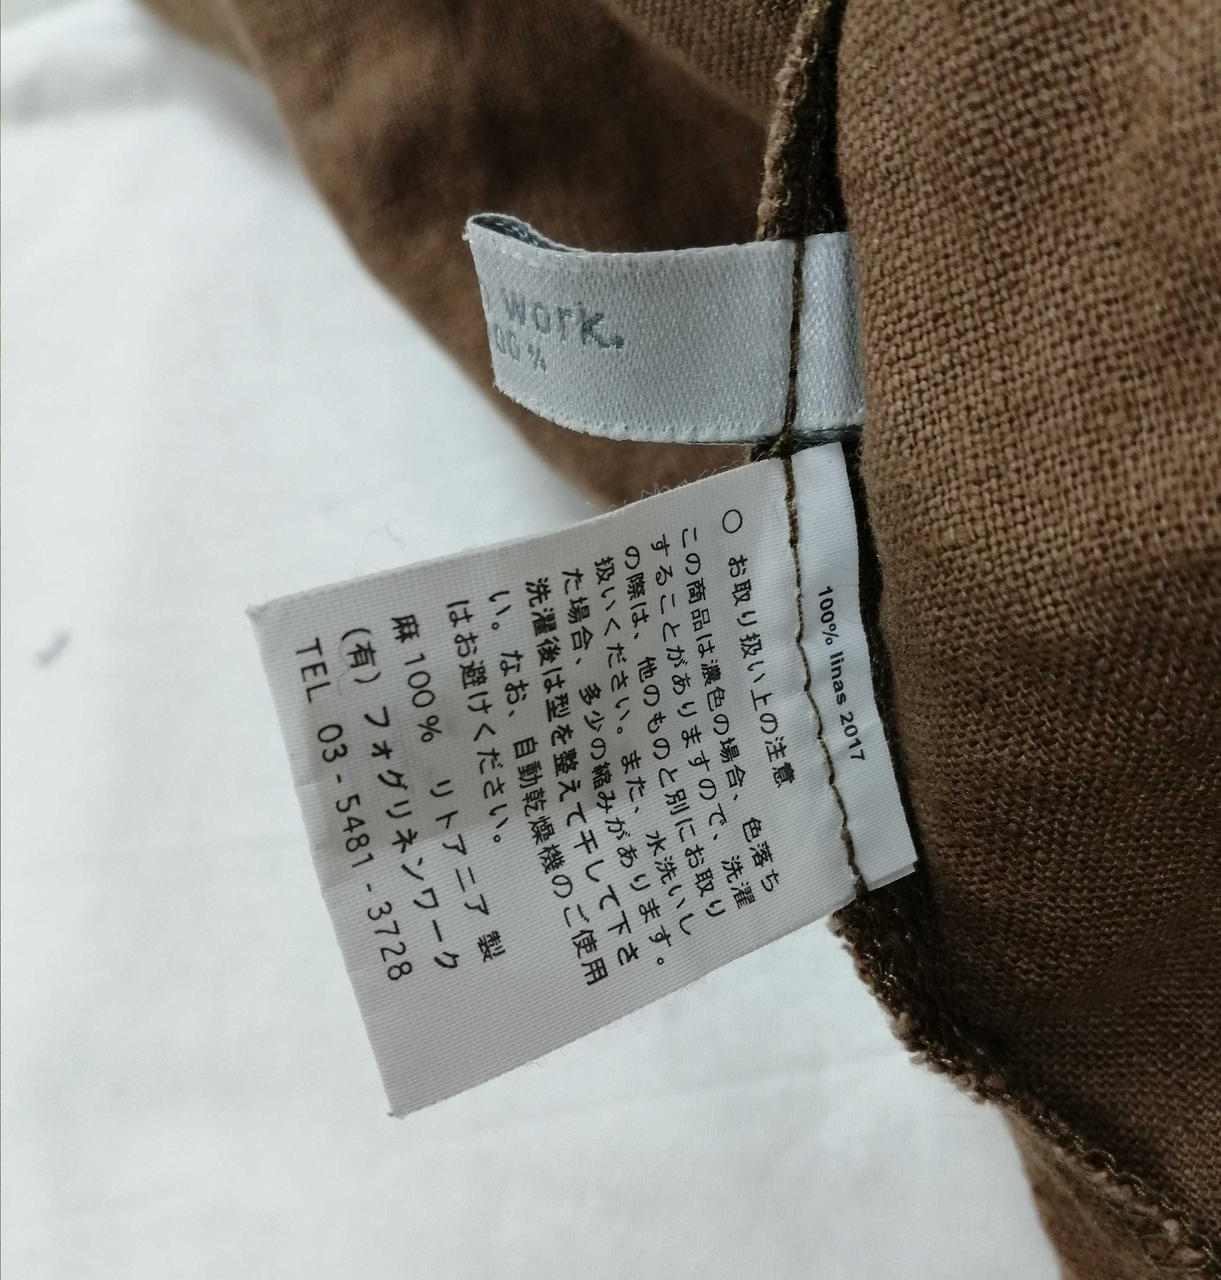 work.
00%
100% linas 2017
○ お取り扱い上の注意
この商品は濃色の場合、色落ち
することがありますので、洗濯
の際は、他のものと別にお取り
扱いください。また、水洗いし
た場合、多少の縮みがあります。
洗濯後は型を整えて干して下さ
い。なお、自動乾燥機のご使用
はお避けください。
麻100% リトアニア製
(有) フォグリネンワーク
TEL 03-5481-3728